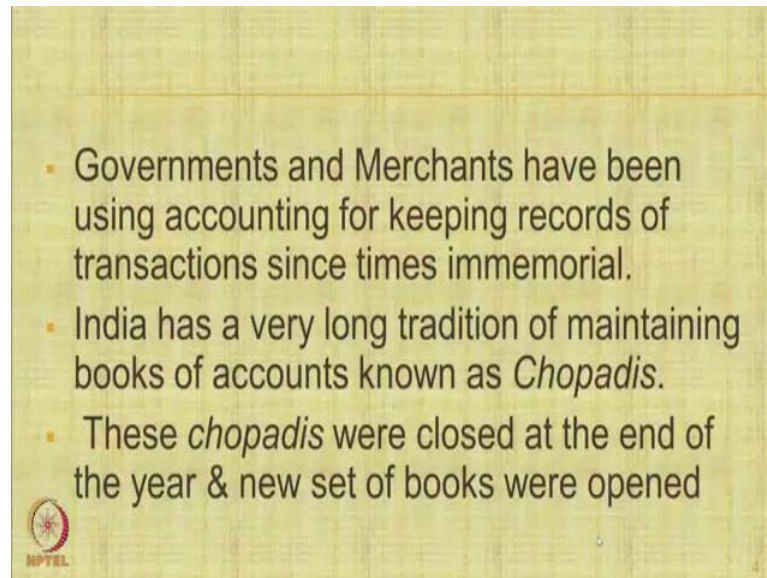 ▪ Governments and Merchants have been
using accounting for keeping records of
transactions since times immemorial.
▪ India has a very long tradition of maintaining
books of accounts known as Chopadis.
▪ These chopadis were closed at the end of
the year & new set of books were opened
NPTEL
4